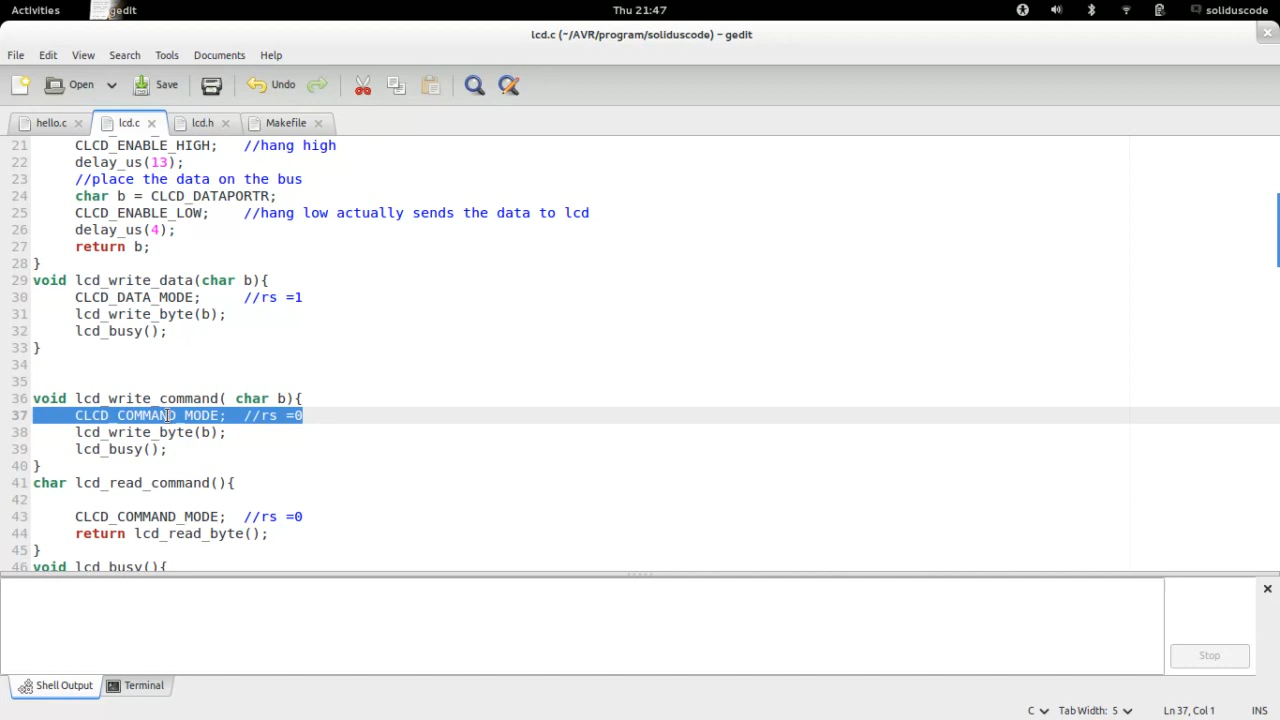 Activities gedit Thu 21:47 soliduscode
lcd.c (~/AVR/program/soliduscode) – gedit
File Edit View Search Tools Documents Help
Open Save Undo
hello.c lcd.c lcd.h Makefile
21 CLCD_ENABLE_HIGH; //hang high
22 delay_us(13);
23 //place the data on the bus
24 char b = CLCD_DATAPORTR;
25 CLCD_ENABLE_LOW; //hang low actually sends the data to lcd
26 delay_us(4);
27 return b;
28 }
29 void lcd_write_data(char b){
30 CLCD_DATA_MODE; //rs =1
31 lcd_write_byte(b);
32 lcd_busy();
33 }
34
35
36 void lcd_write_command( char b){
37 CLCD_COMMAND_MODE; //rs =0
38 lcd_write_byte(b);
39 lcd_busy();
40 }
41 char lcd_read_command(){
42
43 CLCD_COMMAND_MODE; //rs =0
44 return lcd_read_byte();
45 }
46 void lcd_busy(){
Stop
Shell Output Terminal
C Tab Width: 5 Ln 37, Col 1 INS